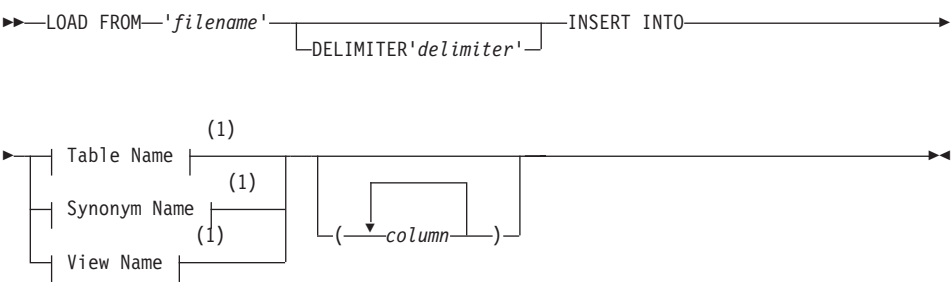 LOAD FROM 'filename' INSERT INTO
DELIMITER'delimiter'
(1)
Table Name
(1)
Synonym Name
(1)
( column )
View Name